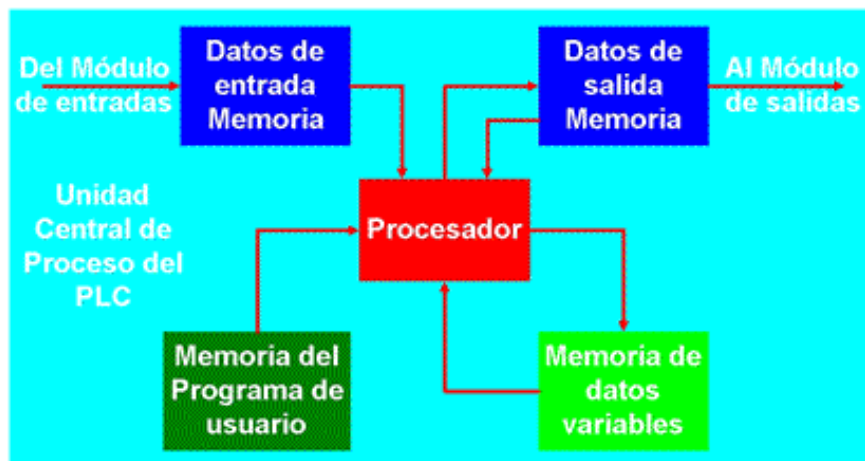 Del Módulo
de entradas
Datos de
entrada
Memoria
Datos de
salida
Memoria
Al Módulo
de salidas
Unidad
Central de
Proceso del
PLC
Procesador
Memoria del
Programa de
usuario
Memoria de
datos
variables